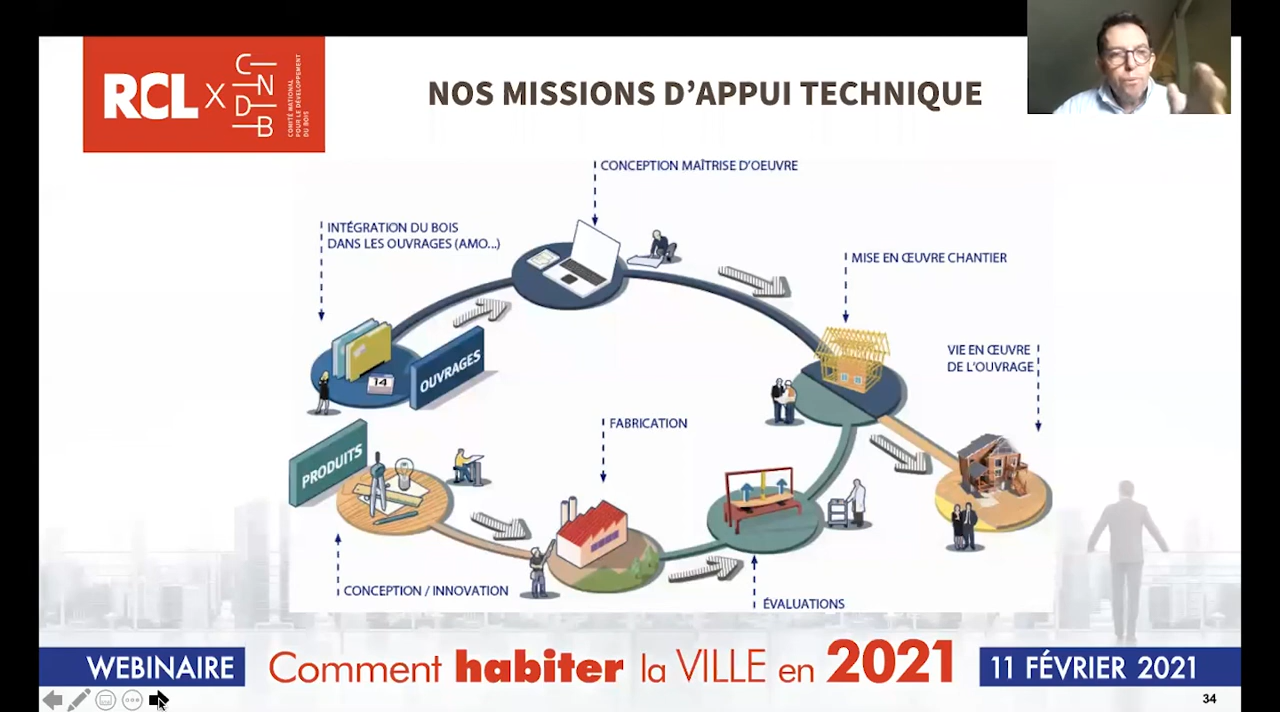 RCL X CNDB
COMITÉ NATIONAL
POUR LE DÉVELOPPEMENT
DU BOIS
NOS MISSIONS D'APPUI TECHNIQUE
CONCEPTION MAÎTRISE D'OEUVRE
INTÉGRATION DU BOIS
DANS LES OUVRAGES (AMO...)
MISE EN ŒUVRE CHANTIER
VIE EN ŒUVRE
DE L'OUVRAGE
14
OUVRAGES
FABRICATION
PRODUITS
CONCEPTION / INNOVATION
ÉVALUATIONS
WEBINAIRE
Comment habiter la VILLE en 2021
11 FÉVRIER 2021
34